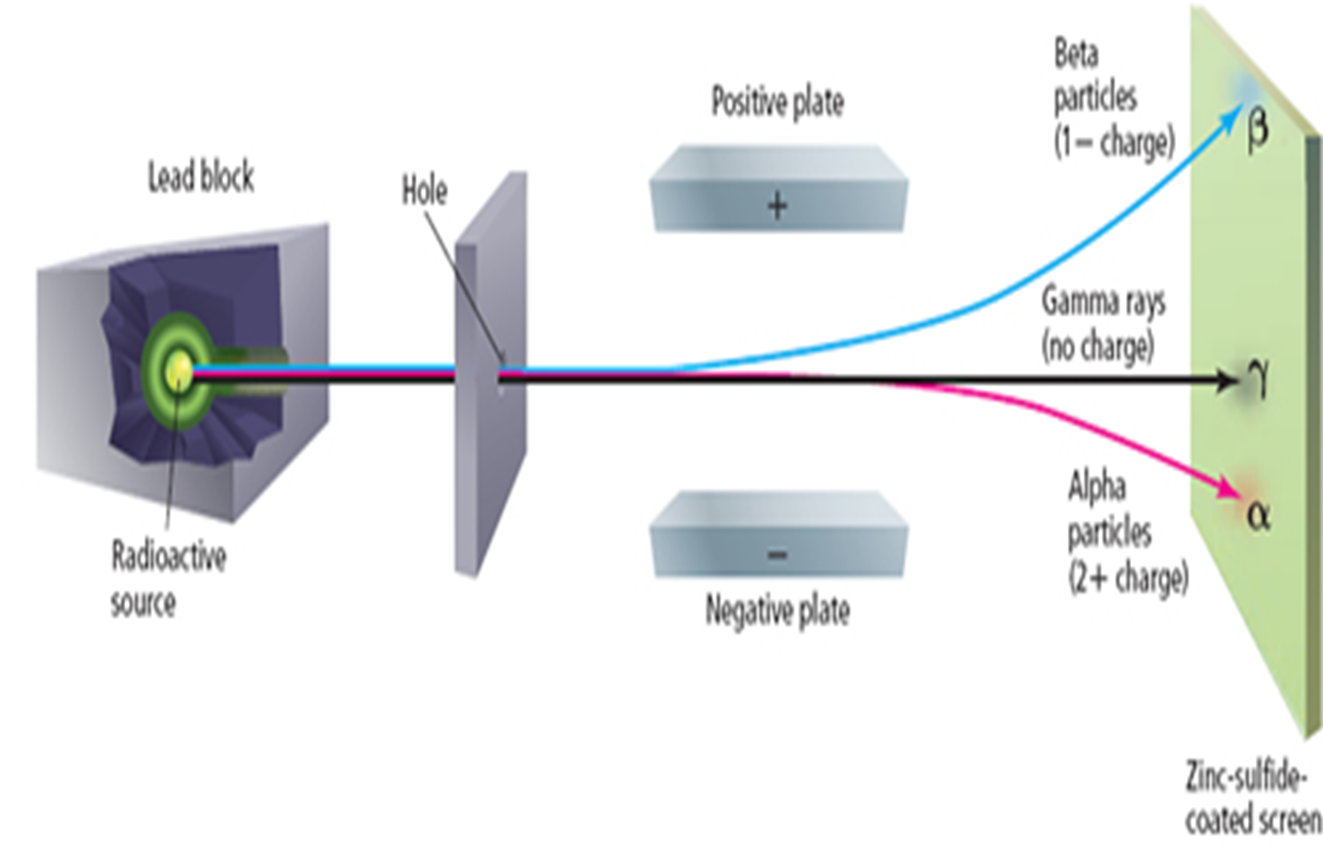 Lead block
Hole
Radioactive
source
Positive plate
+
−
Negative plate
Beta
particles
(1− charge)
β
Gamma rays
(no charge)
γ
Alpha
particles
(2+ charge)
α
Zinc-sulfide-
coated screen